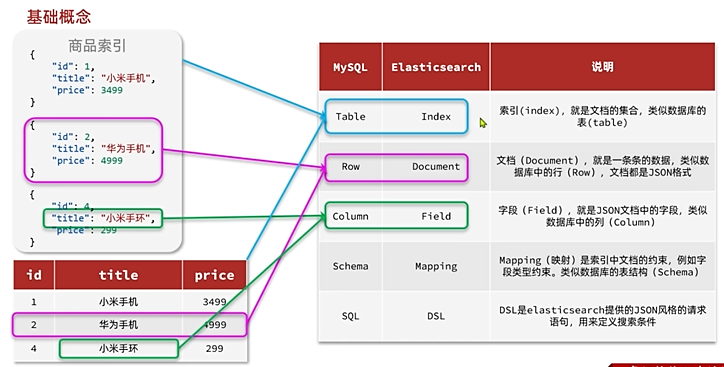 基础概念
商品索引
{
"id": 1,
"title": "小米手机",
"price": 3499
}
{
"id": 2,
"title": "华为手机",
"price": 4999
}
{
"id": 4,
"title": "小米手环",
"price": 299
}
id title price
1 小米手机 3499
2 华为手机 4999
4 小米手环 299
MySQL Elasticsearch 说明
Table Index 索引(index)，就是文档的集合，类似数据库的
表(table)
Row Document 文档（Document），就是一条条的数据，类似数
据库中的行（Row），文档都是JSON格式
Column Field 字段（Field），就是JSON文档中的字段，类似
数据库中的列（Column）
Schema Mapping Mapping（映射）是索引中文档的约束，例如字
段类型约束。类似数据库的表结构（Schema）
SQL DSL DSL是elasticsearch提供的JSON风格的请求
语句，用来定义搜索条件